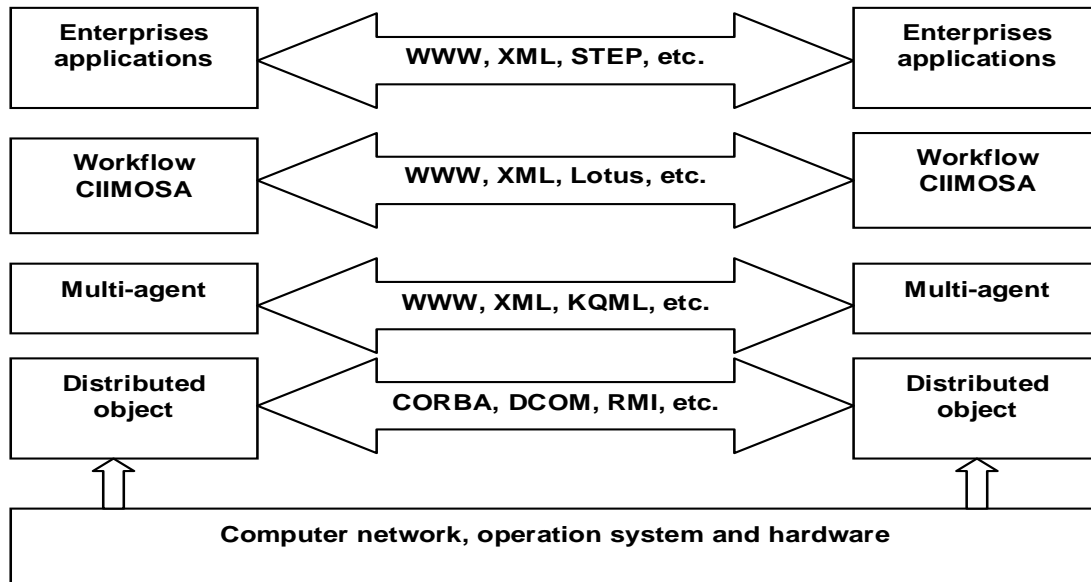 Enterprises
applications
WWW, XML, STEP, etc.
Enterprises
applications
Workflow
CIIMOSA
WWW, XML, Lotus, etc.
Workflow
CIIMOSA
Multi-agent
WWW, XML, KQML, etc.
Multi-agent
Distributed
object
CORBA, DCOM, RMI, etc.
Distributed
object
Computer network, operation system and hardware